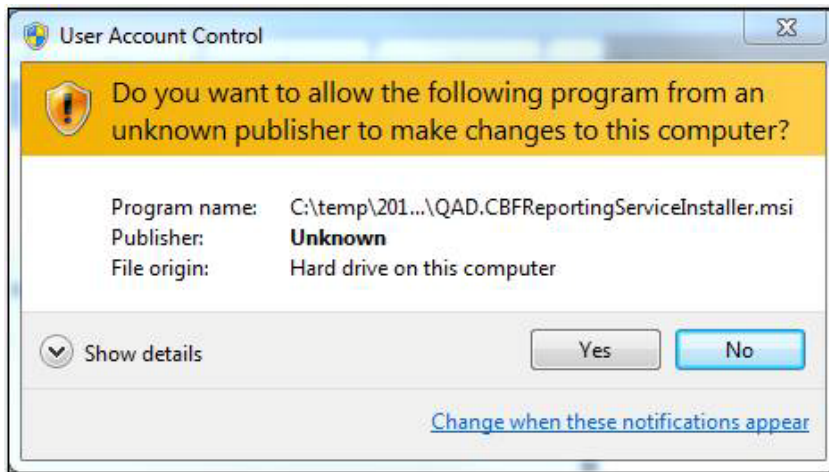 User Account Control
Do you want to allow the following program from an
unknown publisher to make changes to this computer?
Program name: C:\temp\201...\QAD.CBFReportingServiceInstaller.msi
Publisher: Unknown
File origin: Hard drive on this computer
Show details Yes No
Change when these notifications appear